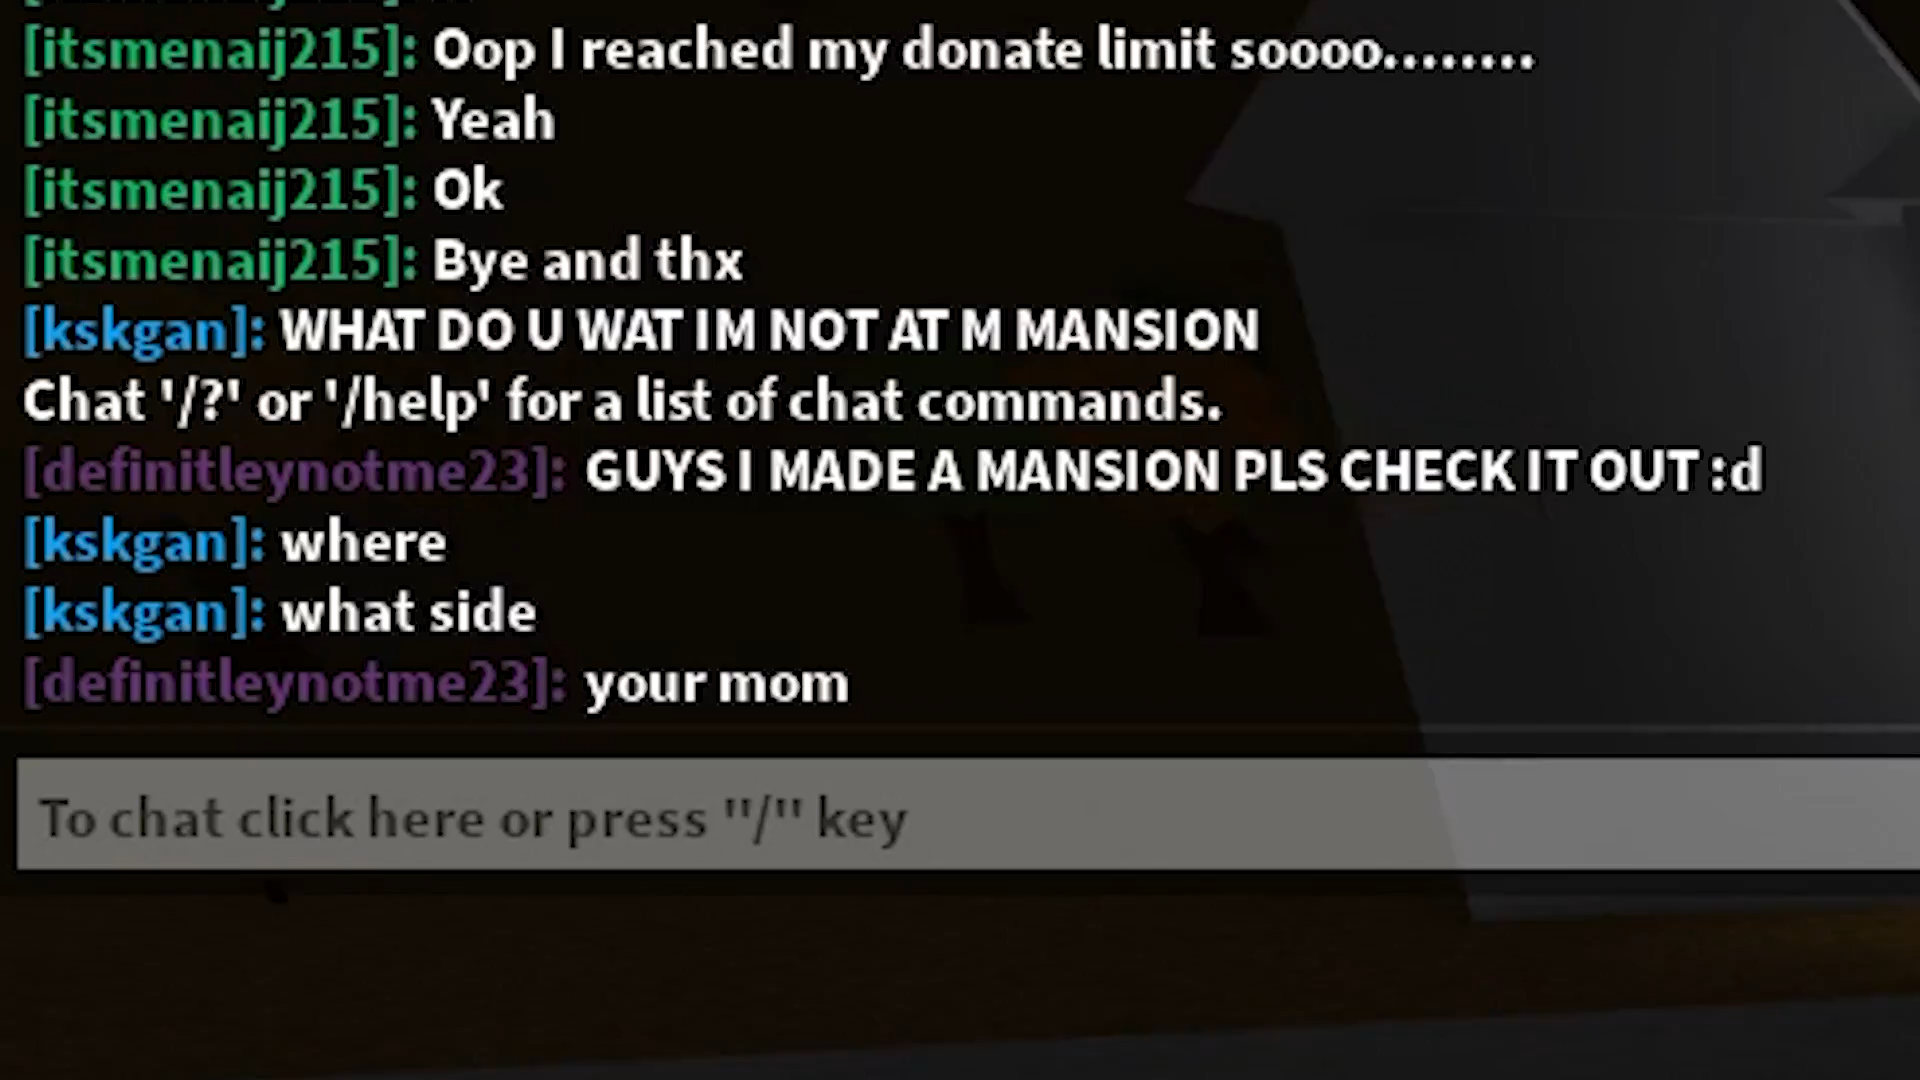 [itsmenaij215]: Oop I reached my donate limit soooo........
[itsmenaij215]: Yeah
[itsmenaij215]: Ok
[itsmenaij215]: Bye and thx
[kskgan]: WHAT DO U WAT IM NOT AT M MANSION
Chat '/?' or '/help' for a list of chat commands.
[definitleynotme23]: GUYS I MADE A MANSION PLS CHECK IT OUT :d
[kskgan]: where
[kskgan]: what side
[definitleynotme23]: your mom
To chat click here or press "/" key